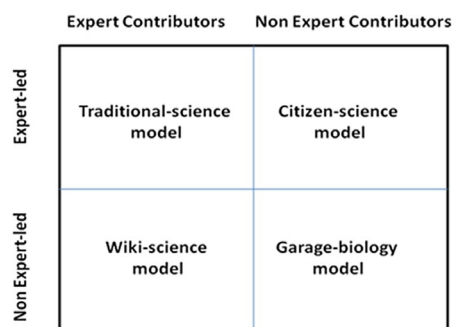 Expert Contributors
Non Expert Contributors
Expert-led
Traditional-science
model
Citizen-science
model
Non Expert-led
Wiki-science
model
Garage-biology
model